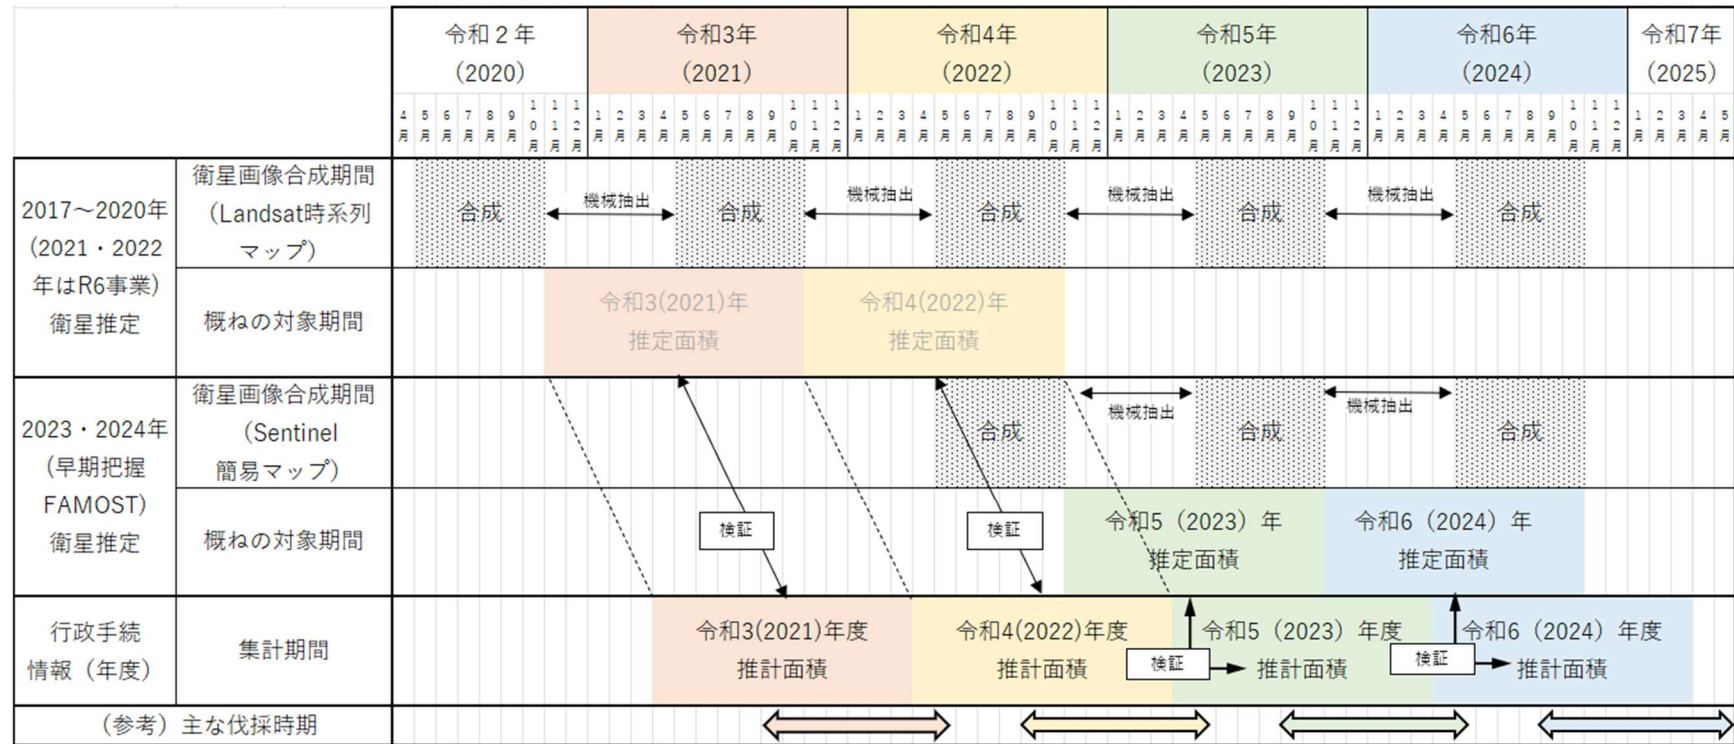 令和２年
（2020）
令和3年
（2021）
令和4年
（2022）
令和5年
（2023）
令和6年
（2024）
令和7年
（2025）
4月 5月 6月 7月 8月 9月 10月 11月 12月 1月 2月 3月 4月 5月 6月 7月 8月 9月 10月 11月 12月 1月 2月 3月 4月 5月 6月 7月 8月 9月 10月 11月 12月 1月 2月 3月 4月 5月 6月 7月 8月 9月 10月 11月 12月 1月 2月 3月 4月 5月 6月 7月 8月 9月 10月 11月 12月 1月 2月 3月 4月 5月
2017～2020年
（2021・2022
年はR6事業）
衛星推定
衛星画像合成期間
（Landsat時系列
マップ）
合成
機械抽出
合成
機械抽出
合成
機械抽出
合成
機械抽出
合成
概ねの対象期間
令和3(2021)年
推定面積
令和4(2022)年
推定面積
2023・2024年
（早期把握
FAMOST）
衛星推定
衛星画像合成期間
（Sentinel
簡易マップ）
合成
機械抽出
合成
機械抽出
合成
概ねの対象期間
検証
検証
令和5（2023）年
推定面積
令和6（2024）年
推定面積
行政手続
情報（年度）
集計期間
令和3(2021)年度
推計面積
令和4(2022)年度
推計面積
検証
令和5（2023）年度
推計面積
検証
令和6（2024）年度
推計面積
（参考）主な伐採時期